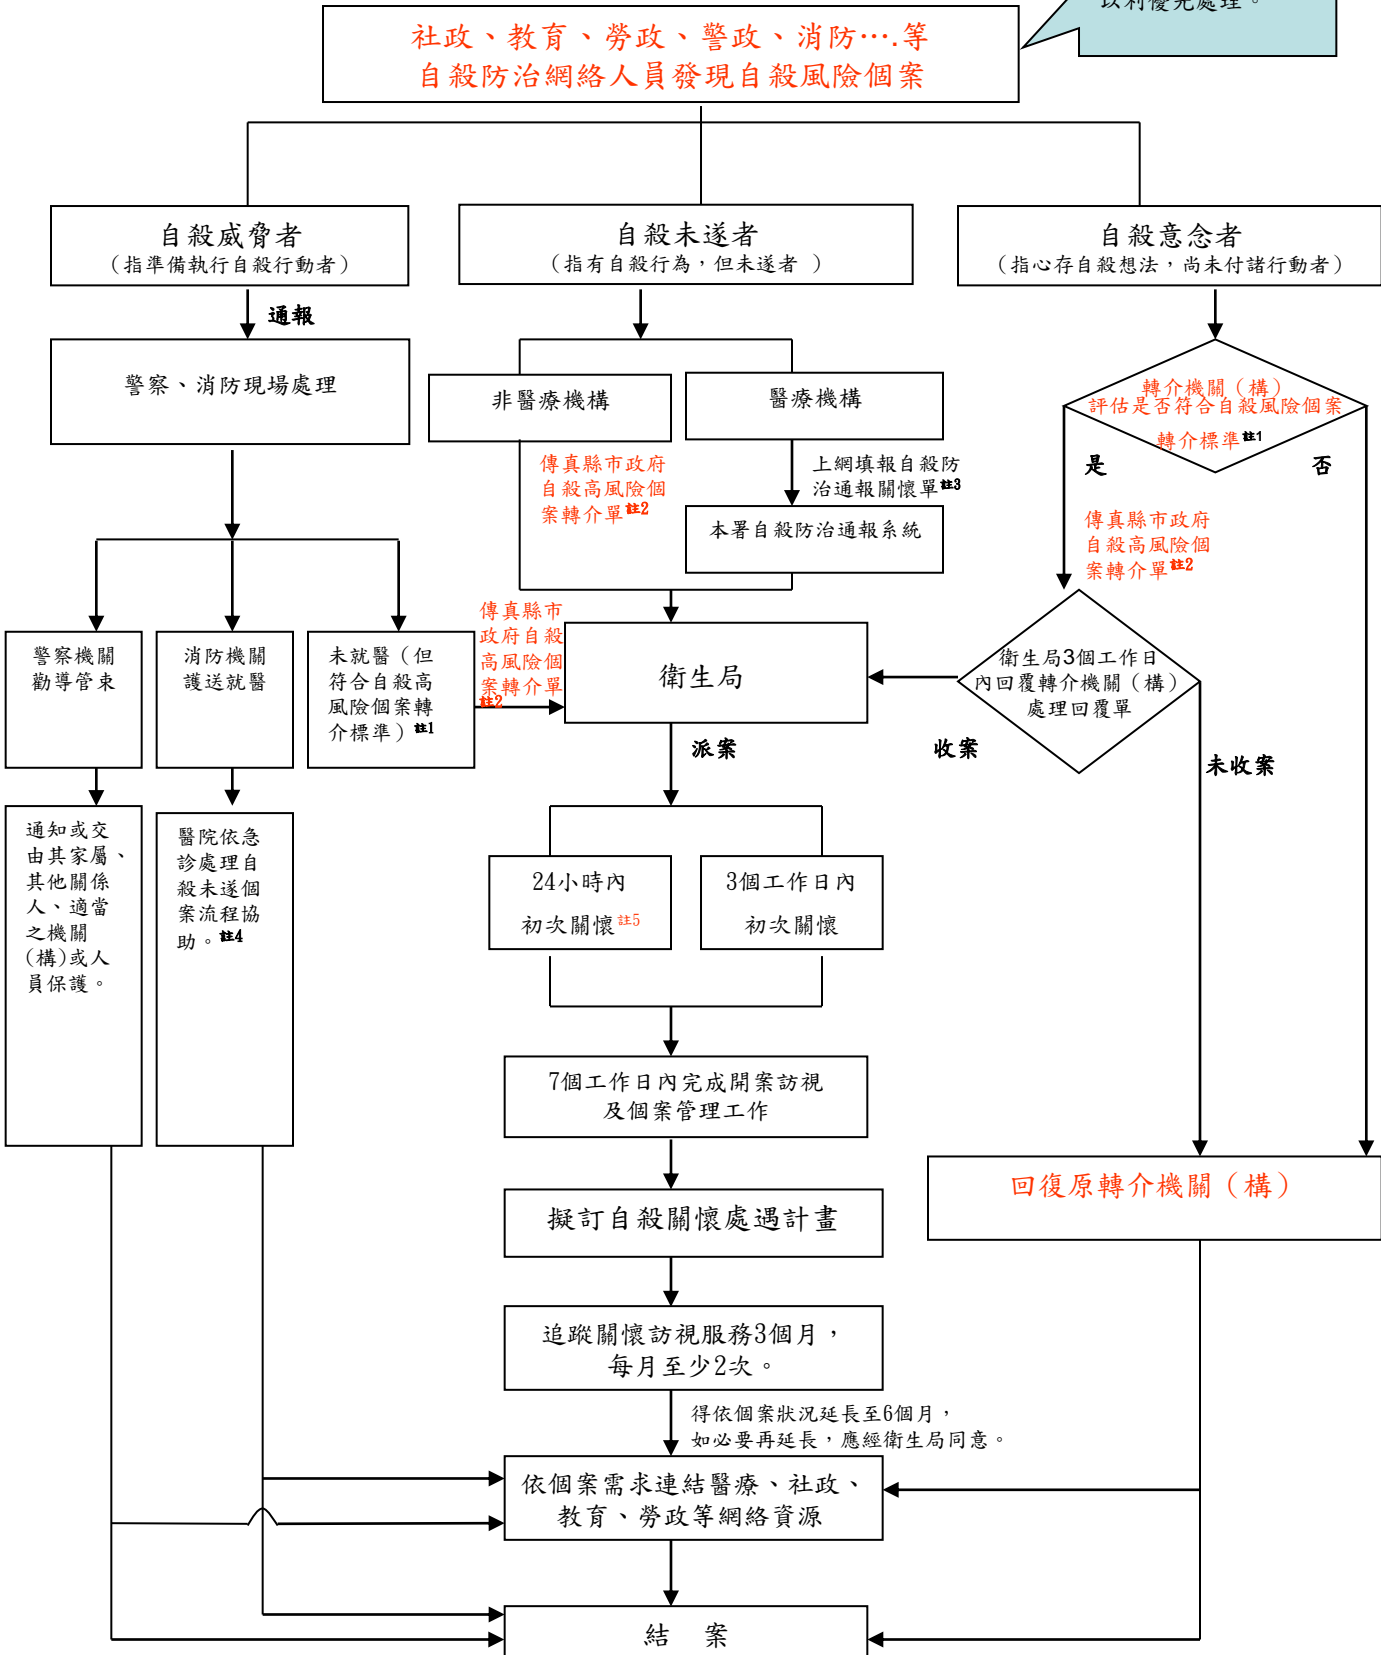 以利優先處理。
社政、教育、勞政、警政、消防….等
自殺防治網絡人員發現自殺風險個案
自殺威脅者
（指準備執行自殺行動者）
自殺未遂者
（指有自殺行為，但未遂者 ）
自殺意念者
（指心存自殺想法，尚未付諸行動者）
通報
警察、消防現場處理
非醫療機構
醫療機構
轉介機關（構）
評估是否符合自殺風險個案
轉介標準註1
是
否
傳真縣市政府
自殺高風險個
案轉介單註2
上網填報自殺防
治通報關懷單註3
本署自殺防治通報系統
傳真縣市政府
自殺高風險個
案轉介單註2
警察機關
勸導管束
消防機關
護送就醫
未就醫（但
符合自殺高
風險個案轉
介標準）註1
傳真縣市
政府自殺
高風險個
案轉介單
註2
衛生局
衛生局3個工作日
內回覆轉介機關（構）
處理回覆單
派案
收案
未收案
通知或交
由其家屬、
其他關係
人、適當
之機關
(構)或人
員保護。
醫院依急
診處理自
殺未遂個
案流程協
助。註4
24小時內
初次關懷註5
3個工作日內
初次關懷
7個工作日內完成開案訪視
及個案管理工作
回復原轉介機關（構）
擬訂自殺關懷處遇計畫
追蹤關懷訪視服務3個月，
每月至少2次。
得依個案狀況延長至6個月，
如必要再延長，應經衛生局同意。
依個案需求連結醫療、社政、
教育、勞政等網絡資源
結 案